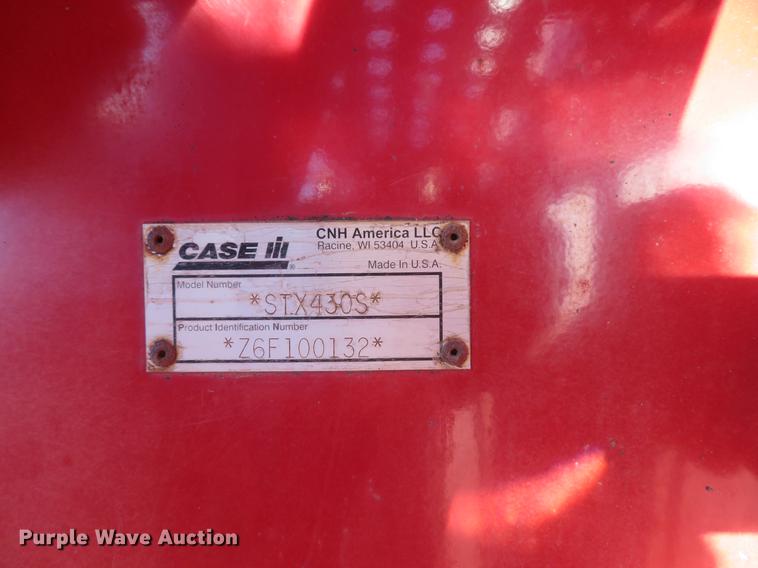 CASE IH
®
CNH America LLC
Racine, WI 53404 U.S.A.
Made In U.S.A.
Model Number
*STX430S*
Product Identification Number
*Z6F100132*
Purple Wave Auction